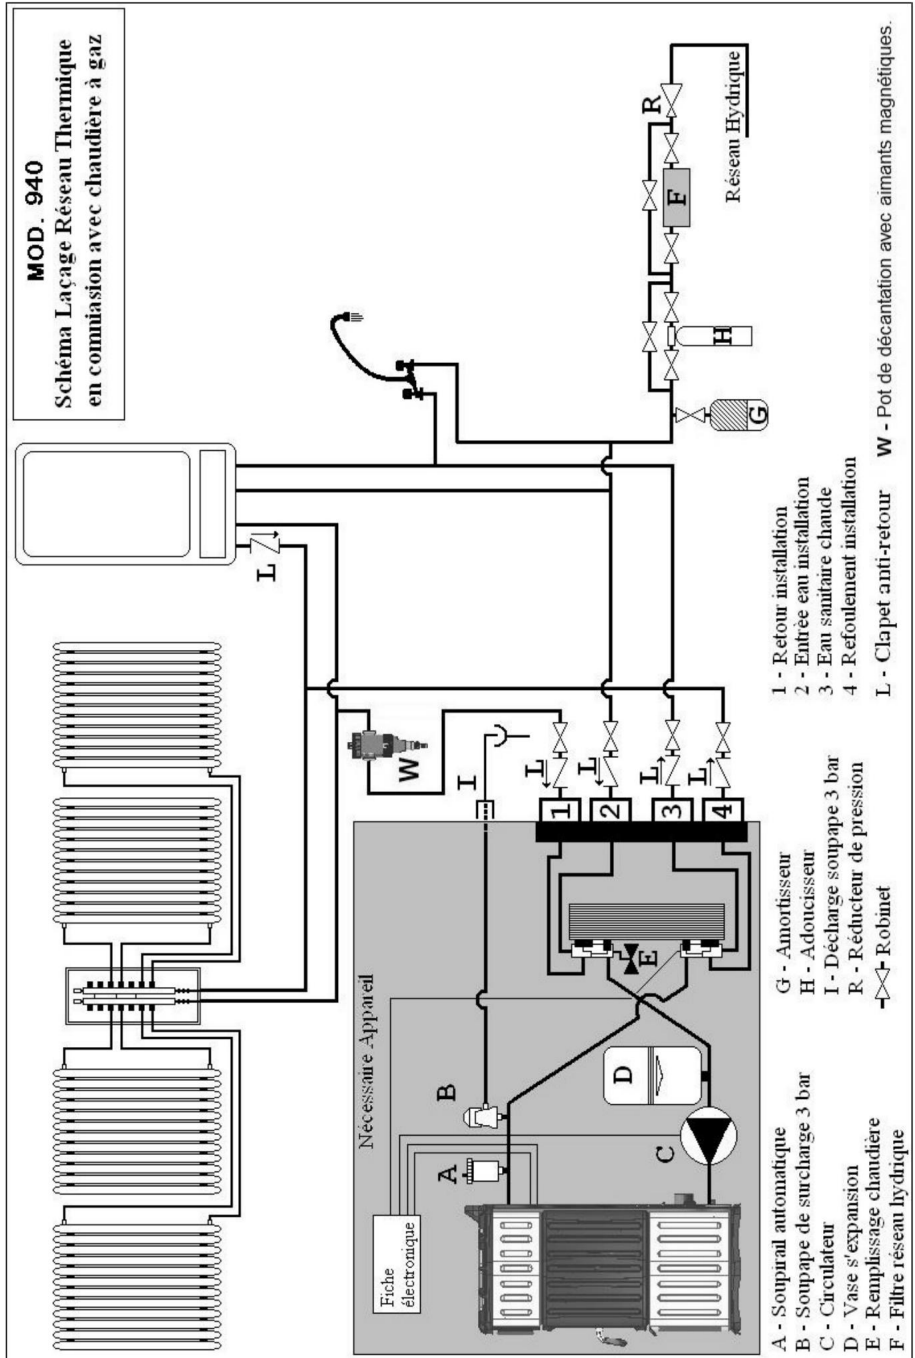 MOD. 940
Schéma Laçage Réseau Thermique
en comniasion avec chaudière à gaz
L
W
I
Nécessaire Appareil
Fiche
électronique
A
B
C
D
E
L
L
L
L
1
2
3
4
G
H
F
R
Réseau Hydrique
A - Soupirail automatique
B - Soupape de surcharge 3 bar
C - Circulateur
D - Vase s'expansion
E - Remplissage chaudière
F - Filtre réseau hydrique
G - Amortisseur
H - Adoucisseur
I - Décharge soupape 3 bar
R - Réducteur de pression
Robinet
1 - Retour installation
2 - Entrèe eau installation
3 - Eau sanitaire chaude
4 - Refoulement installation
L - Clapet anti-retour
W - Pot de décantation avec aimants magnétiques.